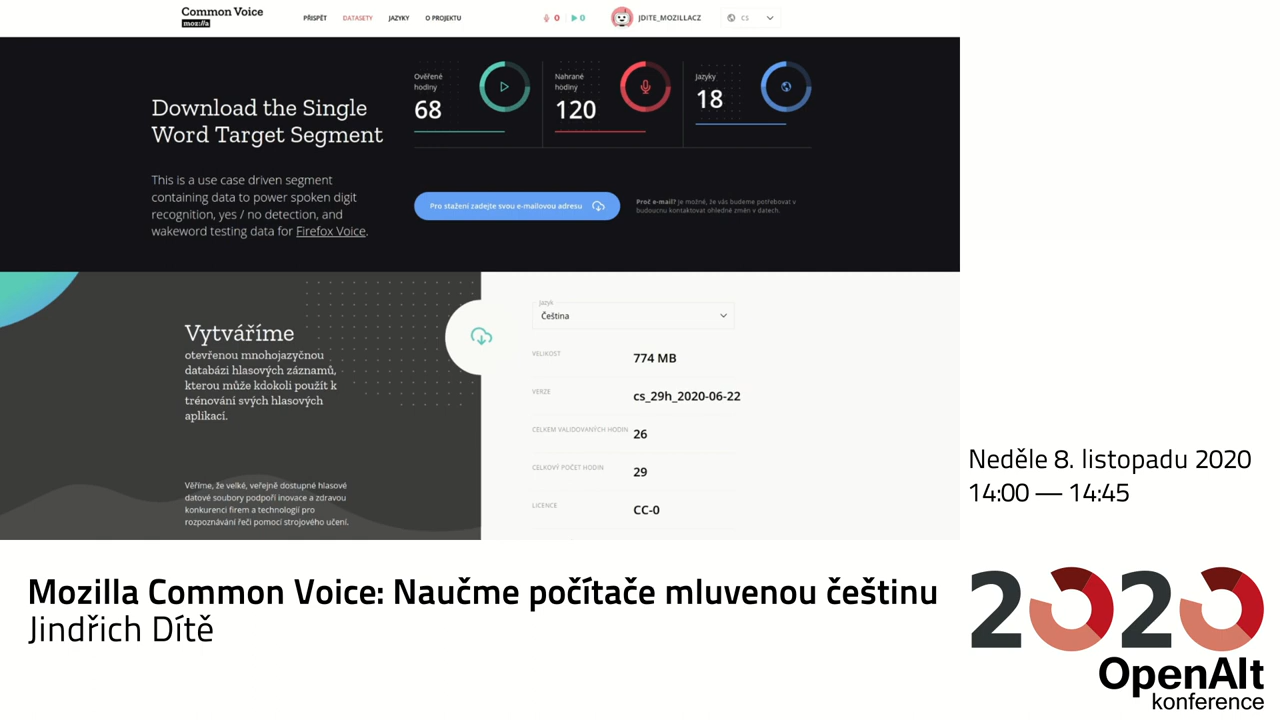 Common Voice
moz://a
PŘISPĚT
DATASETY
JAZYKY
O PROJEKTU
0
0
JDITE_MOZILLACZ
CS
Download the Single
Word Target Segment
This is a use case driven segment
containing data to power spoken digit
recognition, yes / no detection, and
wakeword testing data for Firefox Voice.
Ověřené
hodiny
68
Nahrané
hodiny
120
Jazyky
18
Pro stažení zadejte svou e-mailovou adresu
Proč e-mail? Je možné, že vás budeme potřebovat v
budoucnu kontaktovat ohledně změn v datech.
Vytváříme
otevřenou mnohojazyčnou
databázi hlasových záznamů,
kterou může kdokoli použít k
trénování svých hlasových
aplikací.
Věříme, že velké, veřejně dostupné hlasové
datové soubory podpoří inovace a zdravou
konkurenci firem a technologií pro
rozpoznávání řeči pomocí strojového učení.
Jazyk
Čeština
VELIKOST
774 MB
VERZE
cs_29h_2020-06-22
CELKEM VALIDOVANÝCH HODIN
26
CELKOVÝ POČET HODIN
29
LICENCE
CC-0
Neděle 8. listopadu 2020
14:00 — 14:45
Mozilla Common Voice: Naučme počítače mluvenou češtinu
Jindřich Dítě
2020
OpenAlt
konference